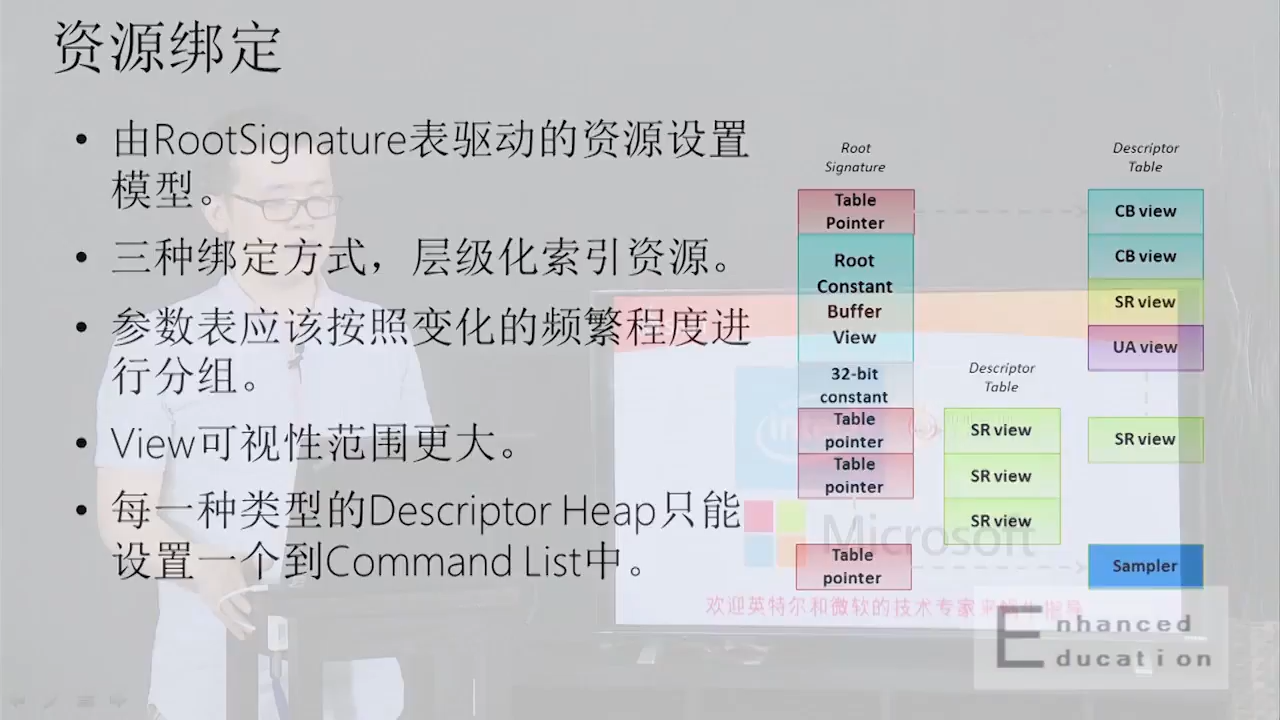 资源绑定
• 由RootSignature表驱动的资源设置
模型。
• 三种绑定方式，层级化索引资源。
• 参数表应该按照变化的频繁程度进
行分组。
• View可视性范围更大。
• 每一种类型的Descriptor Heap只能
设置一个到Command List中。
Root
Signature
Table
Pointer
Root
Constant
Buffer
View
32-bit
constant
Table
pointer
Table
pointer
Table
pointer
Descriptor
Table
SR view
SR view
SR view
Descriptor
Table
CB view
CB view
SR view
UA view
SR view
Sampler
Microsoft
欢迎英特尔和微软的技术专家来
Enhanced
Education